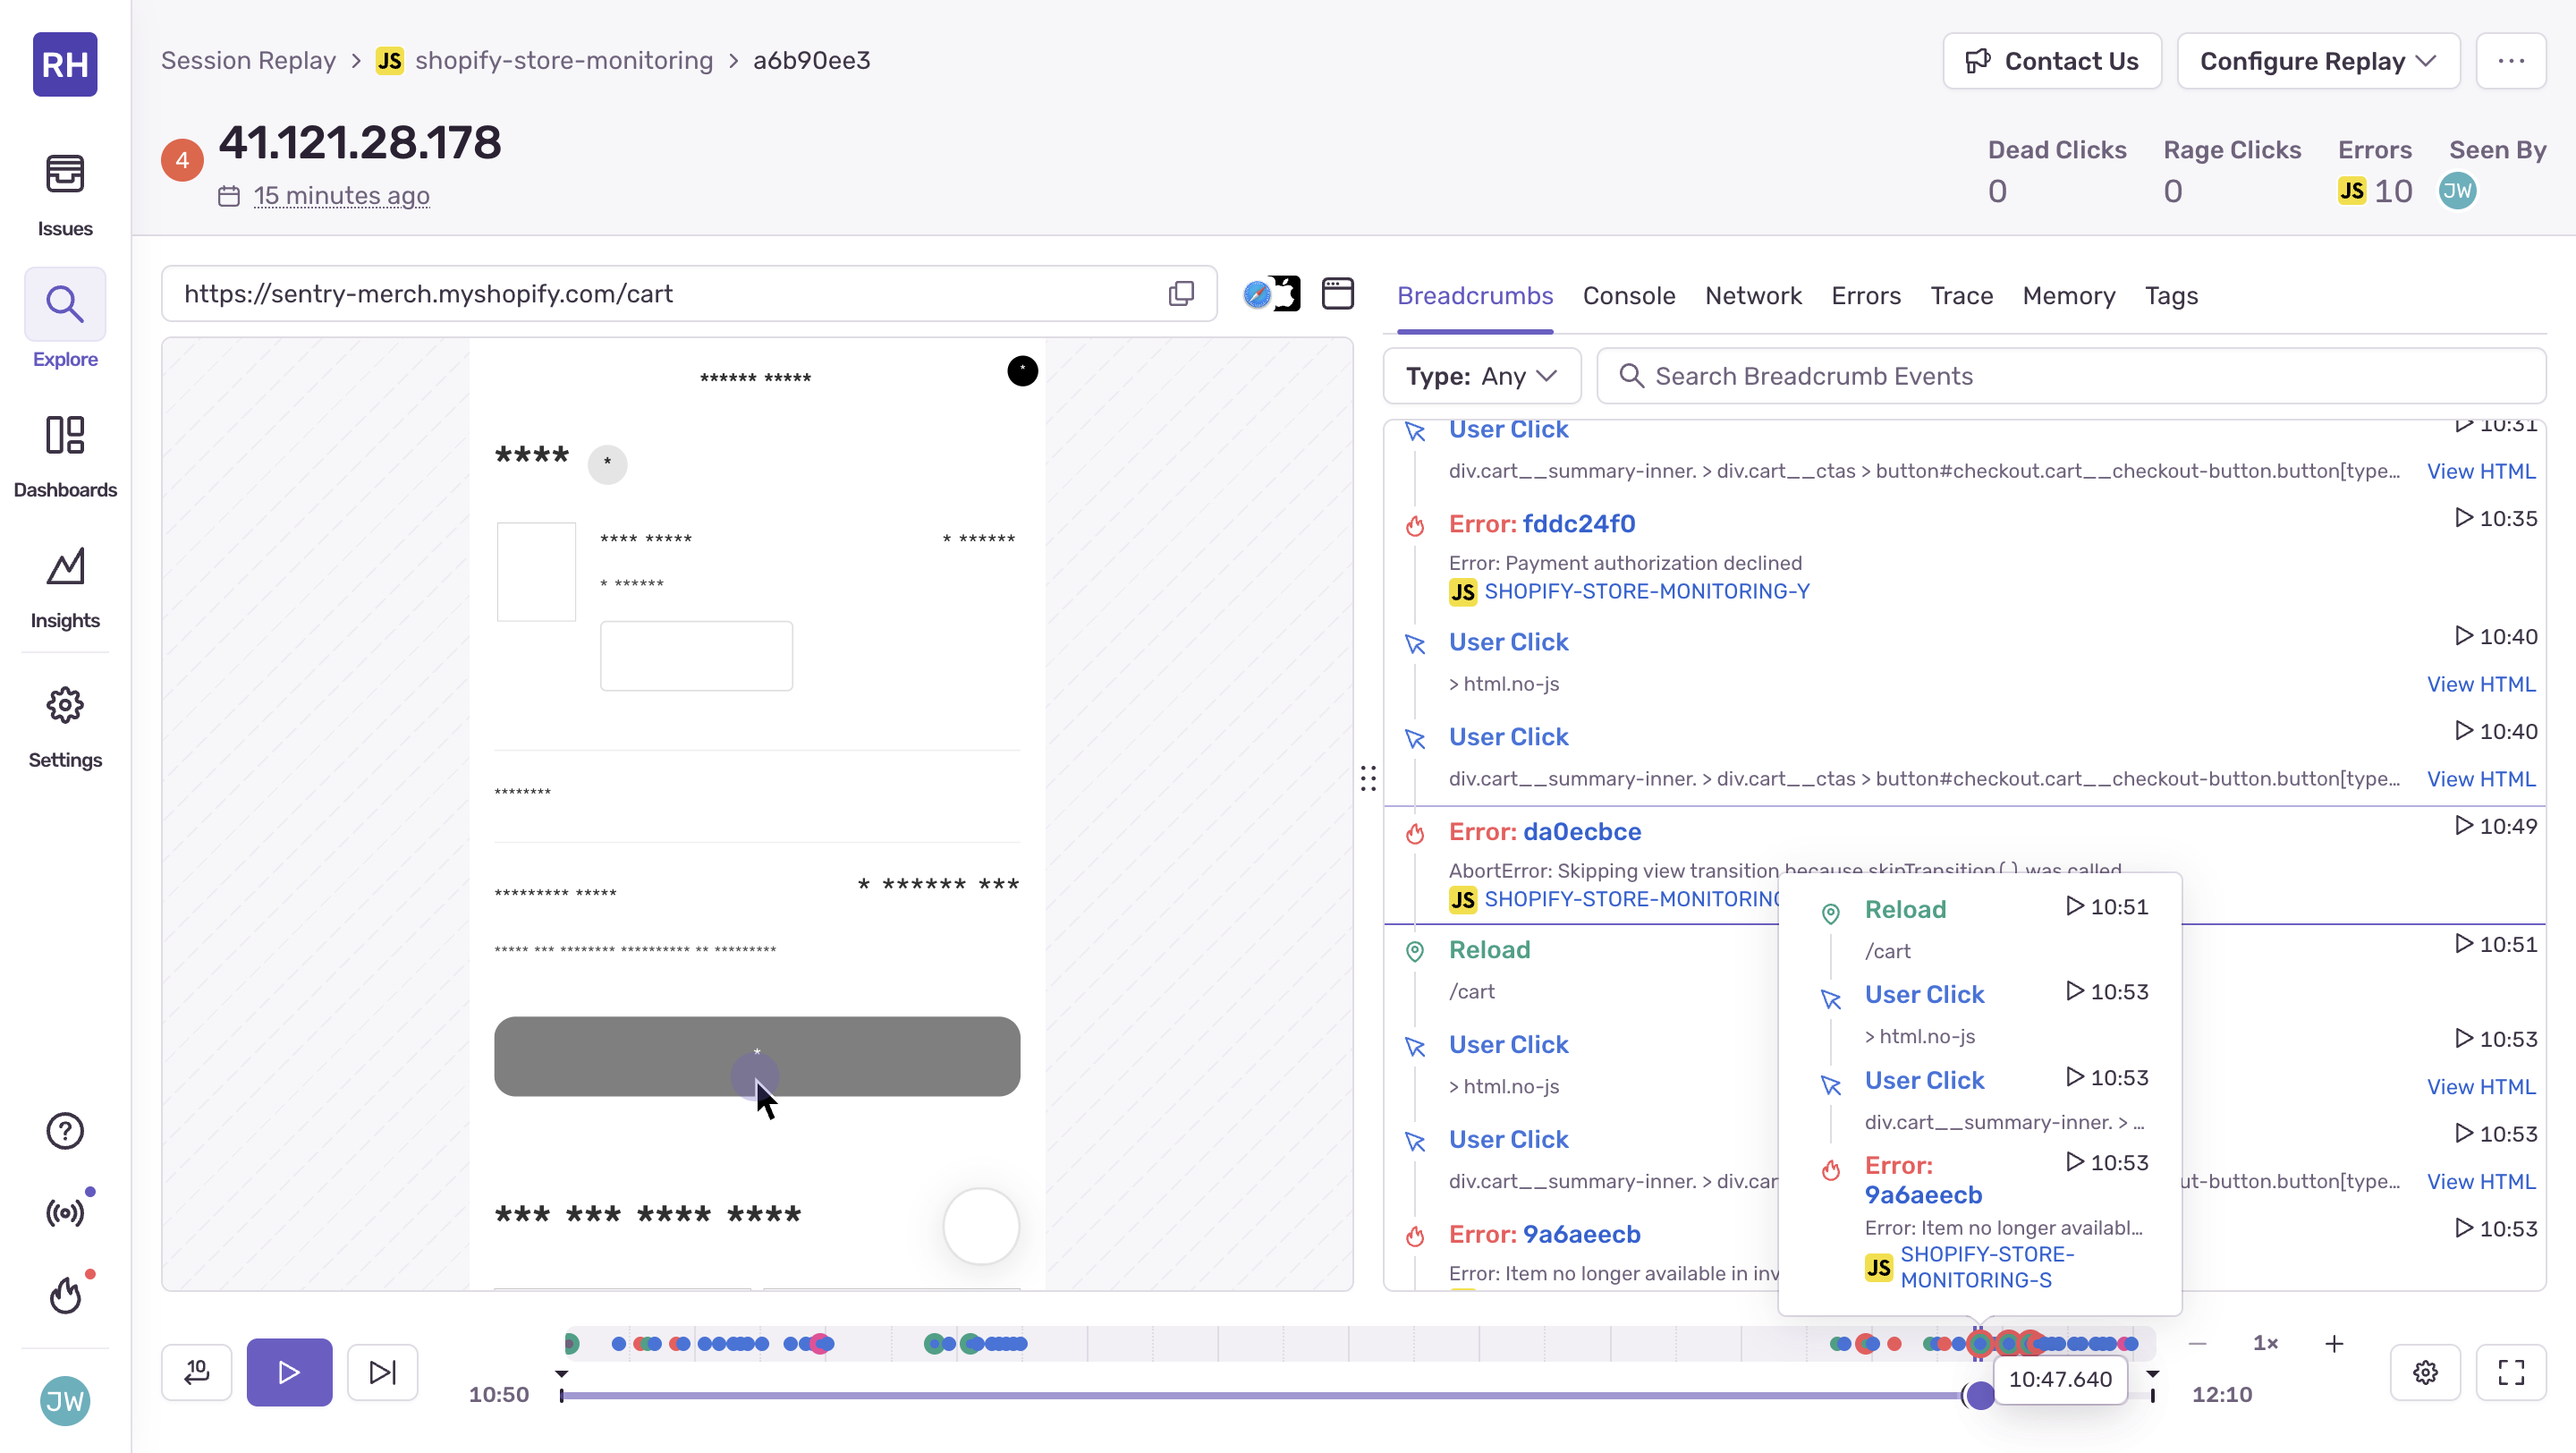 RH
Issues
Explore
Dashboards
Insights
Settings
JW
Session Replay > JS shopify-store-monitoring > a6b90ee3
Contact Us
Configure Replay
4
41.121.28.178
15 minutes ago
Dead Clicks
0
Rage Clicks
0
Errors
JS 10
Seen By
JW
https://sentry-merch.myshopify.com/cart
****** *****
*
****
*
**** *****
* ******
* ******
********
********* *****
* ****** ***
***** *** ******** ********** ** *********
*
*** *** **** ****
Breadcrumbs
Console
Network
Errors
Trace
Memory
Tags
Type: Any
Search Breadcrumb Events
User Click
10:31
div.cart__summary-inner. > div.cart__ctas > button#checkout.cart__checkout-button.button[type...
View HTML
Error: fddc24f0
10:35
Error: Payment authorization declined
JS SHOPIFY-STORE-MONITORING-Y
User Click
10:40
> html.no-js
View HTML
User Click
10:40
div.cart__summary-inner. > div.cart__ctas > button#checkout.cart__checkout-button.button[type...
View HTML
Error: da0ecbce
10:49
AbortError: Skipping view transition because skipTransition() was called
JS SHOPIFY-STORE-MONITORING
Reload
10:51
/cart
User Click
10:53
> html.no-js
View HTML
User Click
10:53
div.cart__summary-inner. > div.car
ut-button.button[type...
View HTML
Error: 9a6aeecb
10:53
Error: Item no longer available in inv
Reload
10:51
/cart
User Click
10:53
> html.no-js
User Click
10:53
div.cart__summary-inner. > ...
Error:
10:53
9a6aeecb
Error: Item no longer availabl...
JS SHOPIFY-STORE-
MONITORING-S
10
10:50
10:47.640
12:10
1×